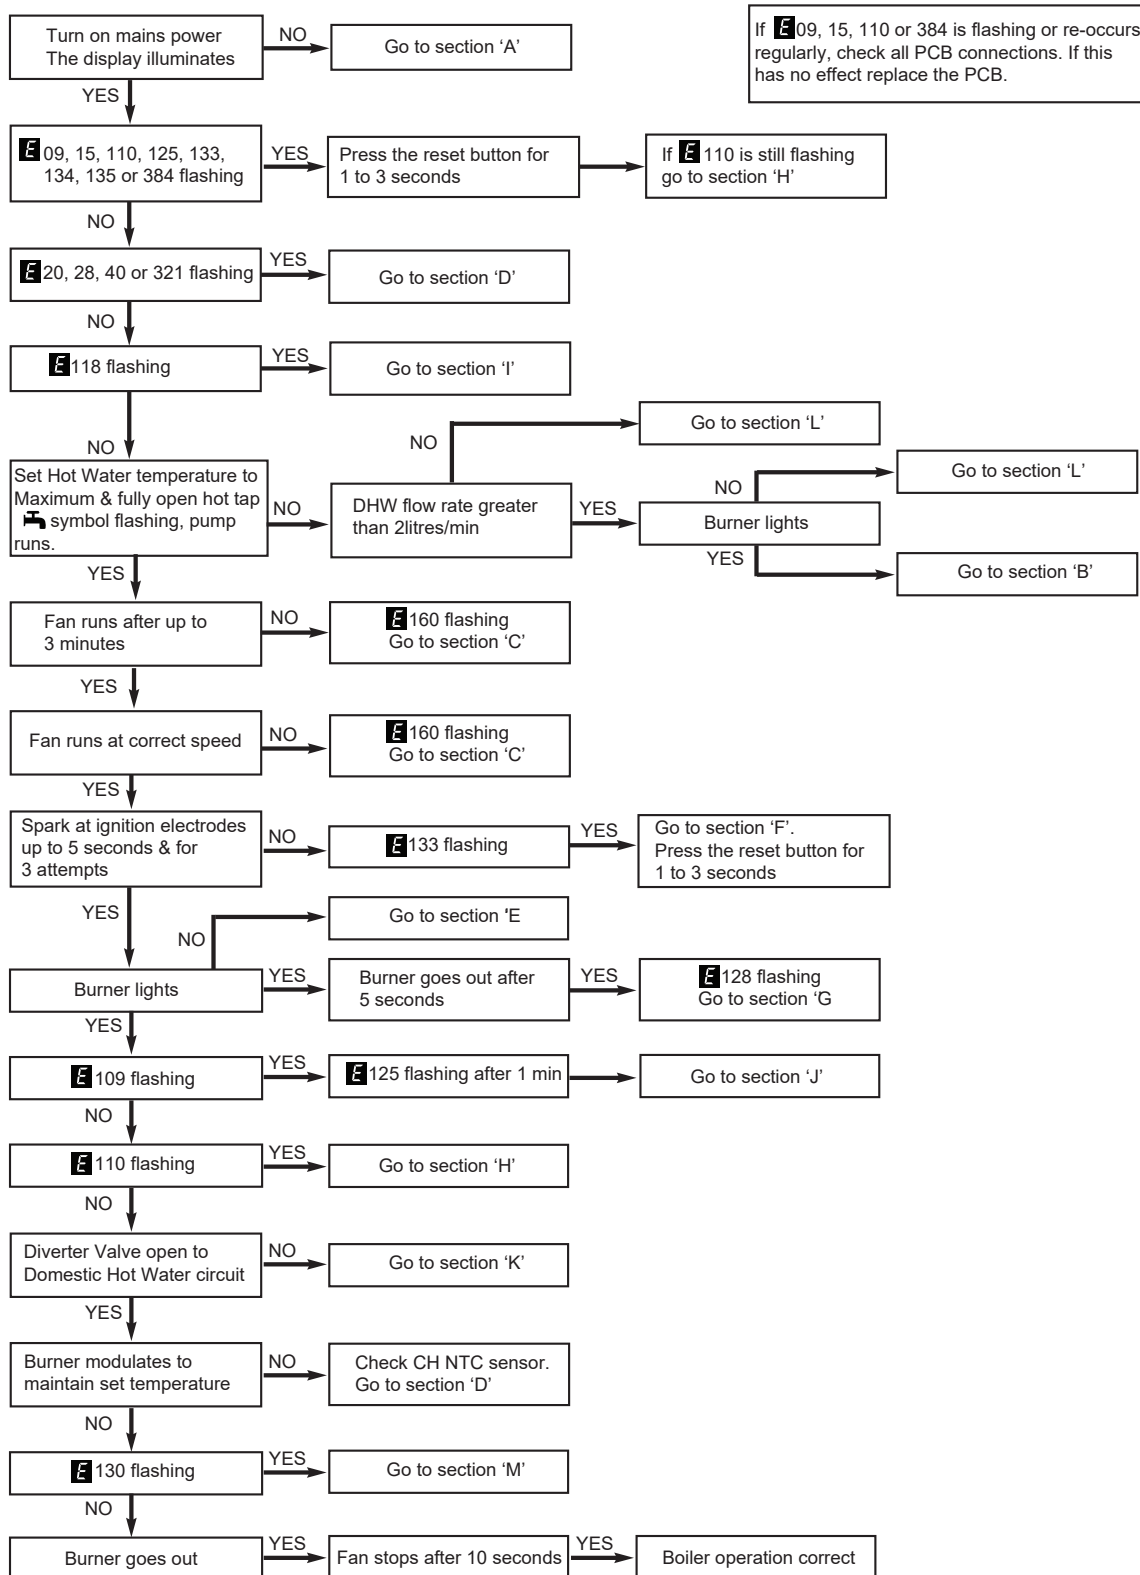 Turn on mains power
The display illuminates
NO
Go to section ‘A’
If E 09, 15, 110 or 384 is flashing or re-occurs
regularly, check all PCB connections. If this
has no effect replace the PCB.
YES
E 09, 15, 110, 125, 133,
134, 135 or 384 flashing
YES
Press the reset button for
1 to 3 seconds
If E 110 is still flashing
go to section ‘H’
NO
E 20, 28, 40 or 321 flashing
YES
Go to section ‘D’
NO
E 118 flashing
YES
Go to section ‘I’
NO
Set Hot Water temperature to
Maximum & fully open hot tap
symbol flashing, pump
runs.
NO
DHW flow rate greater
than 2litres/min
NO
Go to section ‘L’
YES
Burner lights
NO
Go to section ‘L’
YES
Go to section ‘B’
YES
Fan runs after up to
3 minutes
NO
E 160 flashing
Go to section ‘C’
YES
Fan runs at correct speed
NO
E 160 flashing
Go to section ‘C’
YES
Spark at ignition electrodes
up to 5 seconds & for
3 attempts
NO
E 133 flashing
YES
Go to section ‘F’.
Press the reset button for
1 to 3 seconds
YES
NO
Go to section 'E
Burner lights
YES
Burner goes out after
5 seconds
YES
E 128 flashing
Go to section ‘G
YES
E 109 flashing
YES
E 125 flashing after 1 min
Go to section ‘J’
NO
E 110 flashing
YES
Go to section ‘H’
NO
Diverter Valve open to
Domestic Hot Water circuit
NO
Go to section ‘K’
YES
Burner modulates to
maintain set temperature
NO
Check CH NTC sensor.
Go to section ‘D’
NO
E 130 flashing
YES
Go to section ‘M’
NO
Burner goes out
YES
Fan stops after 10 seconds
YES
Boiler operation correct